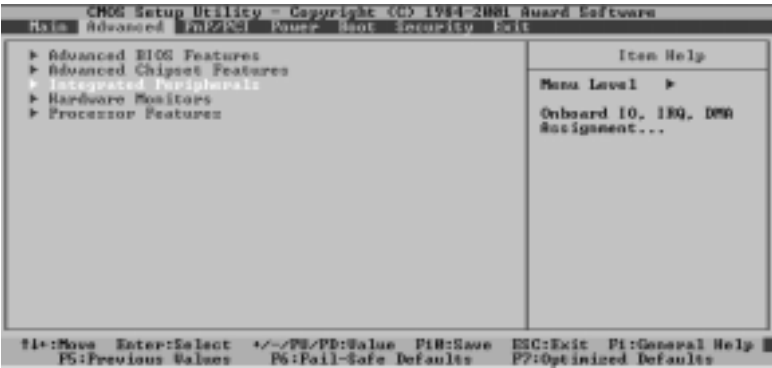 CMOS Setup Utility - Copyright (C) 1984-2001 Award Software
Main Advanced PnP/PCI Power Boot Security Exit
▶ Advanced BIOS Features
▶ Advanced Chipset Features
▶ Integrated Peripherals
▶ Hardware Monitors
▶ Processor Features
Item Help
Menu Level ▶
Onboard IO, IRQ, DMA
Assignment...
↑↓←:Move Enter:Select +/-/PU/PD:Value F10:Save ESC:Exit F1:General Help
F5:Previous Values F6:Fail-Safe Defaults F7:Optimized Defaults